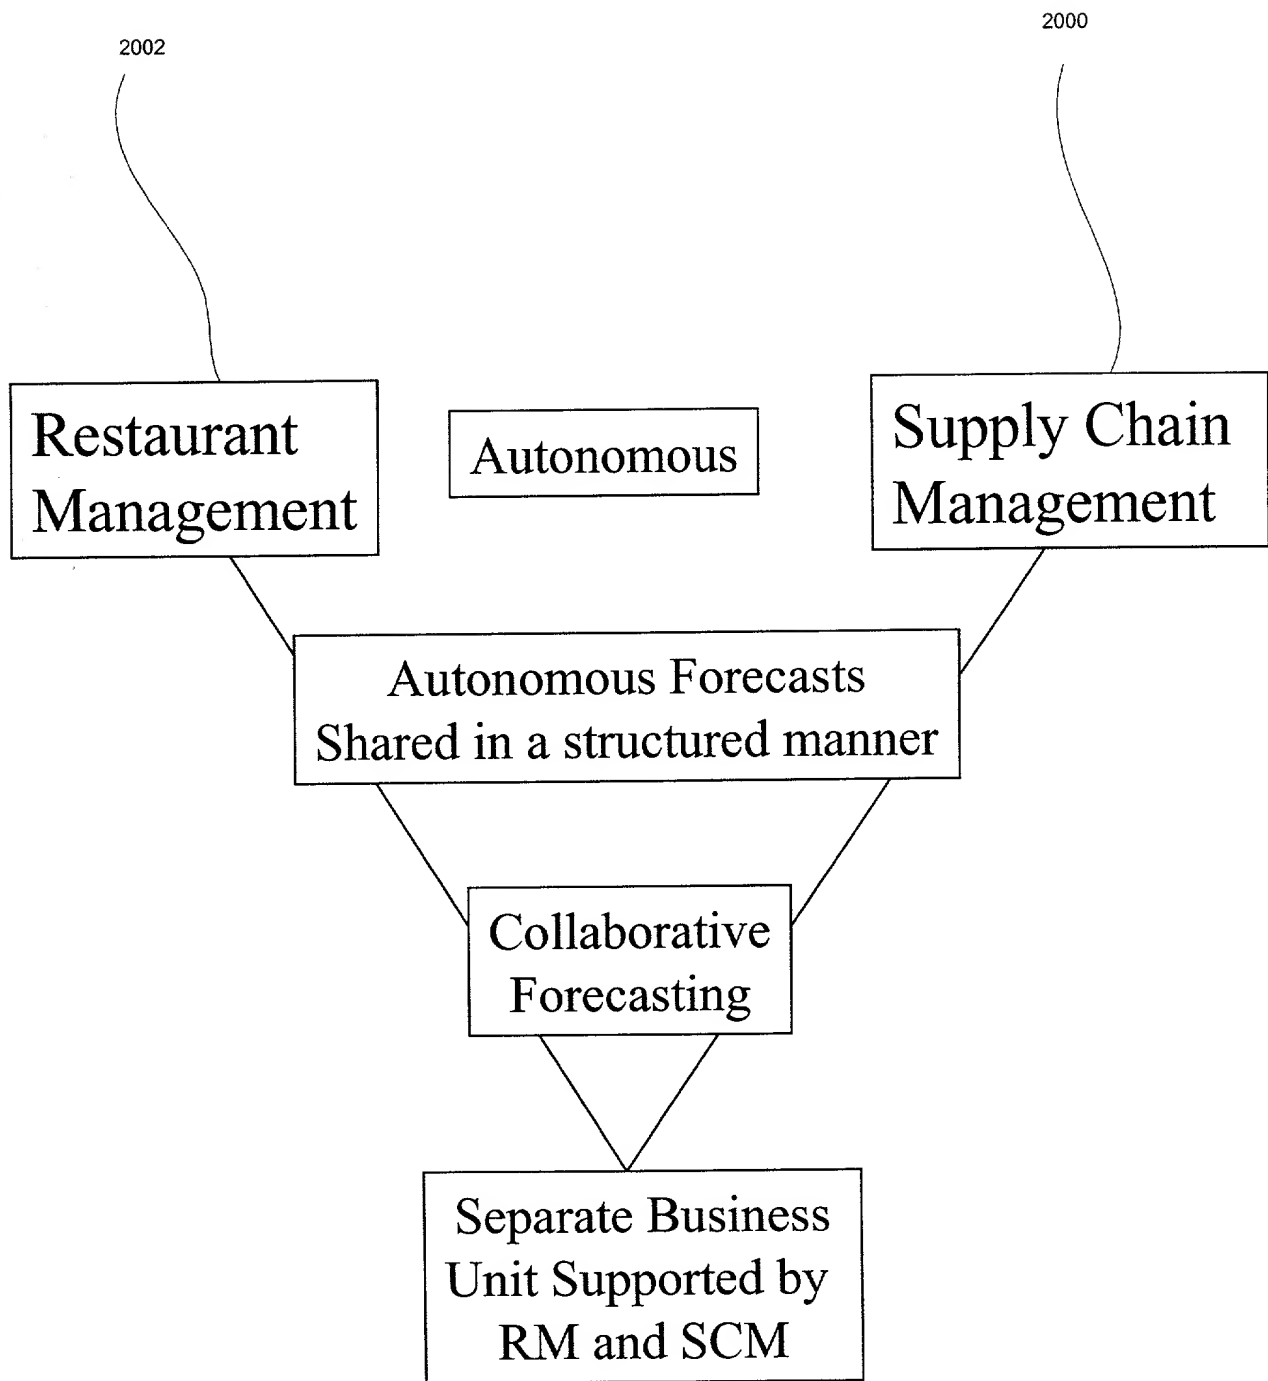 2002
2000
Restaurant
Management
Autonomous
Supply Chain
Management
Autonomous Forecasts
Shared in a structured manner
Collaborative
Forecasting
Separate Business
Unit Supported by
RM and SCM